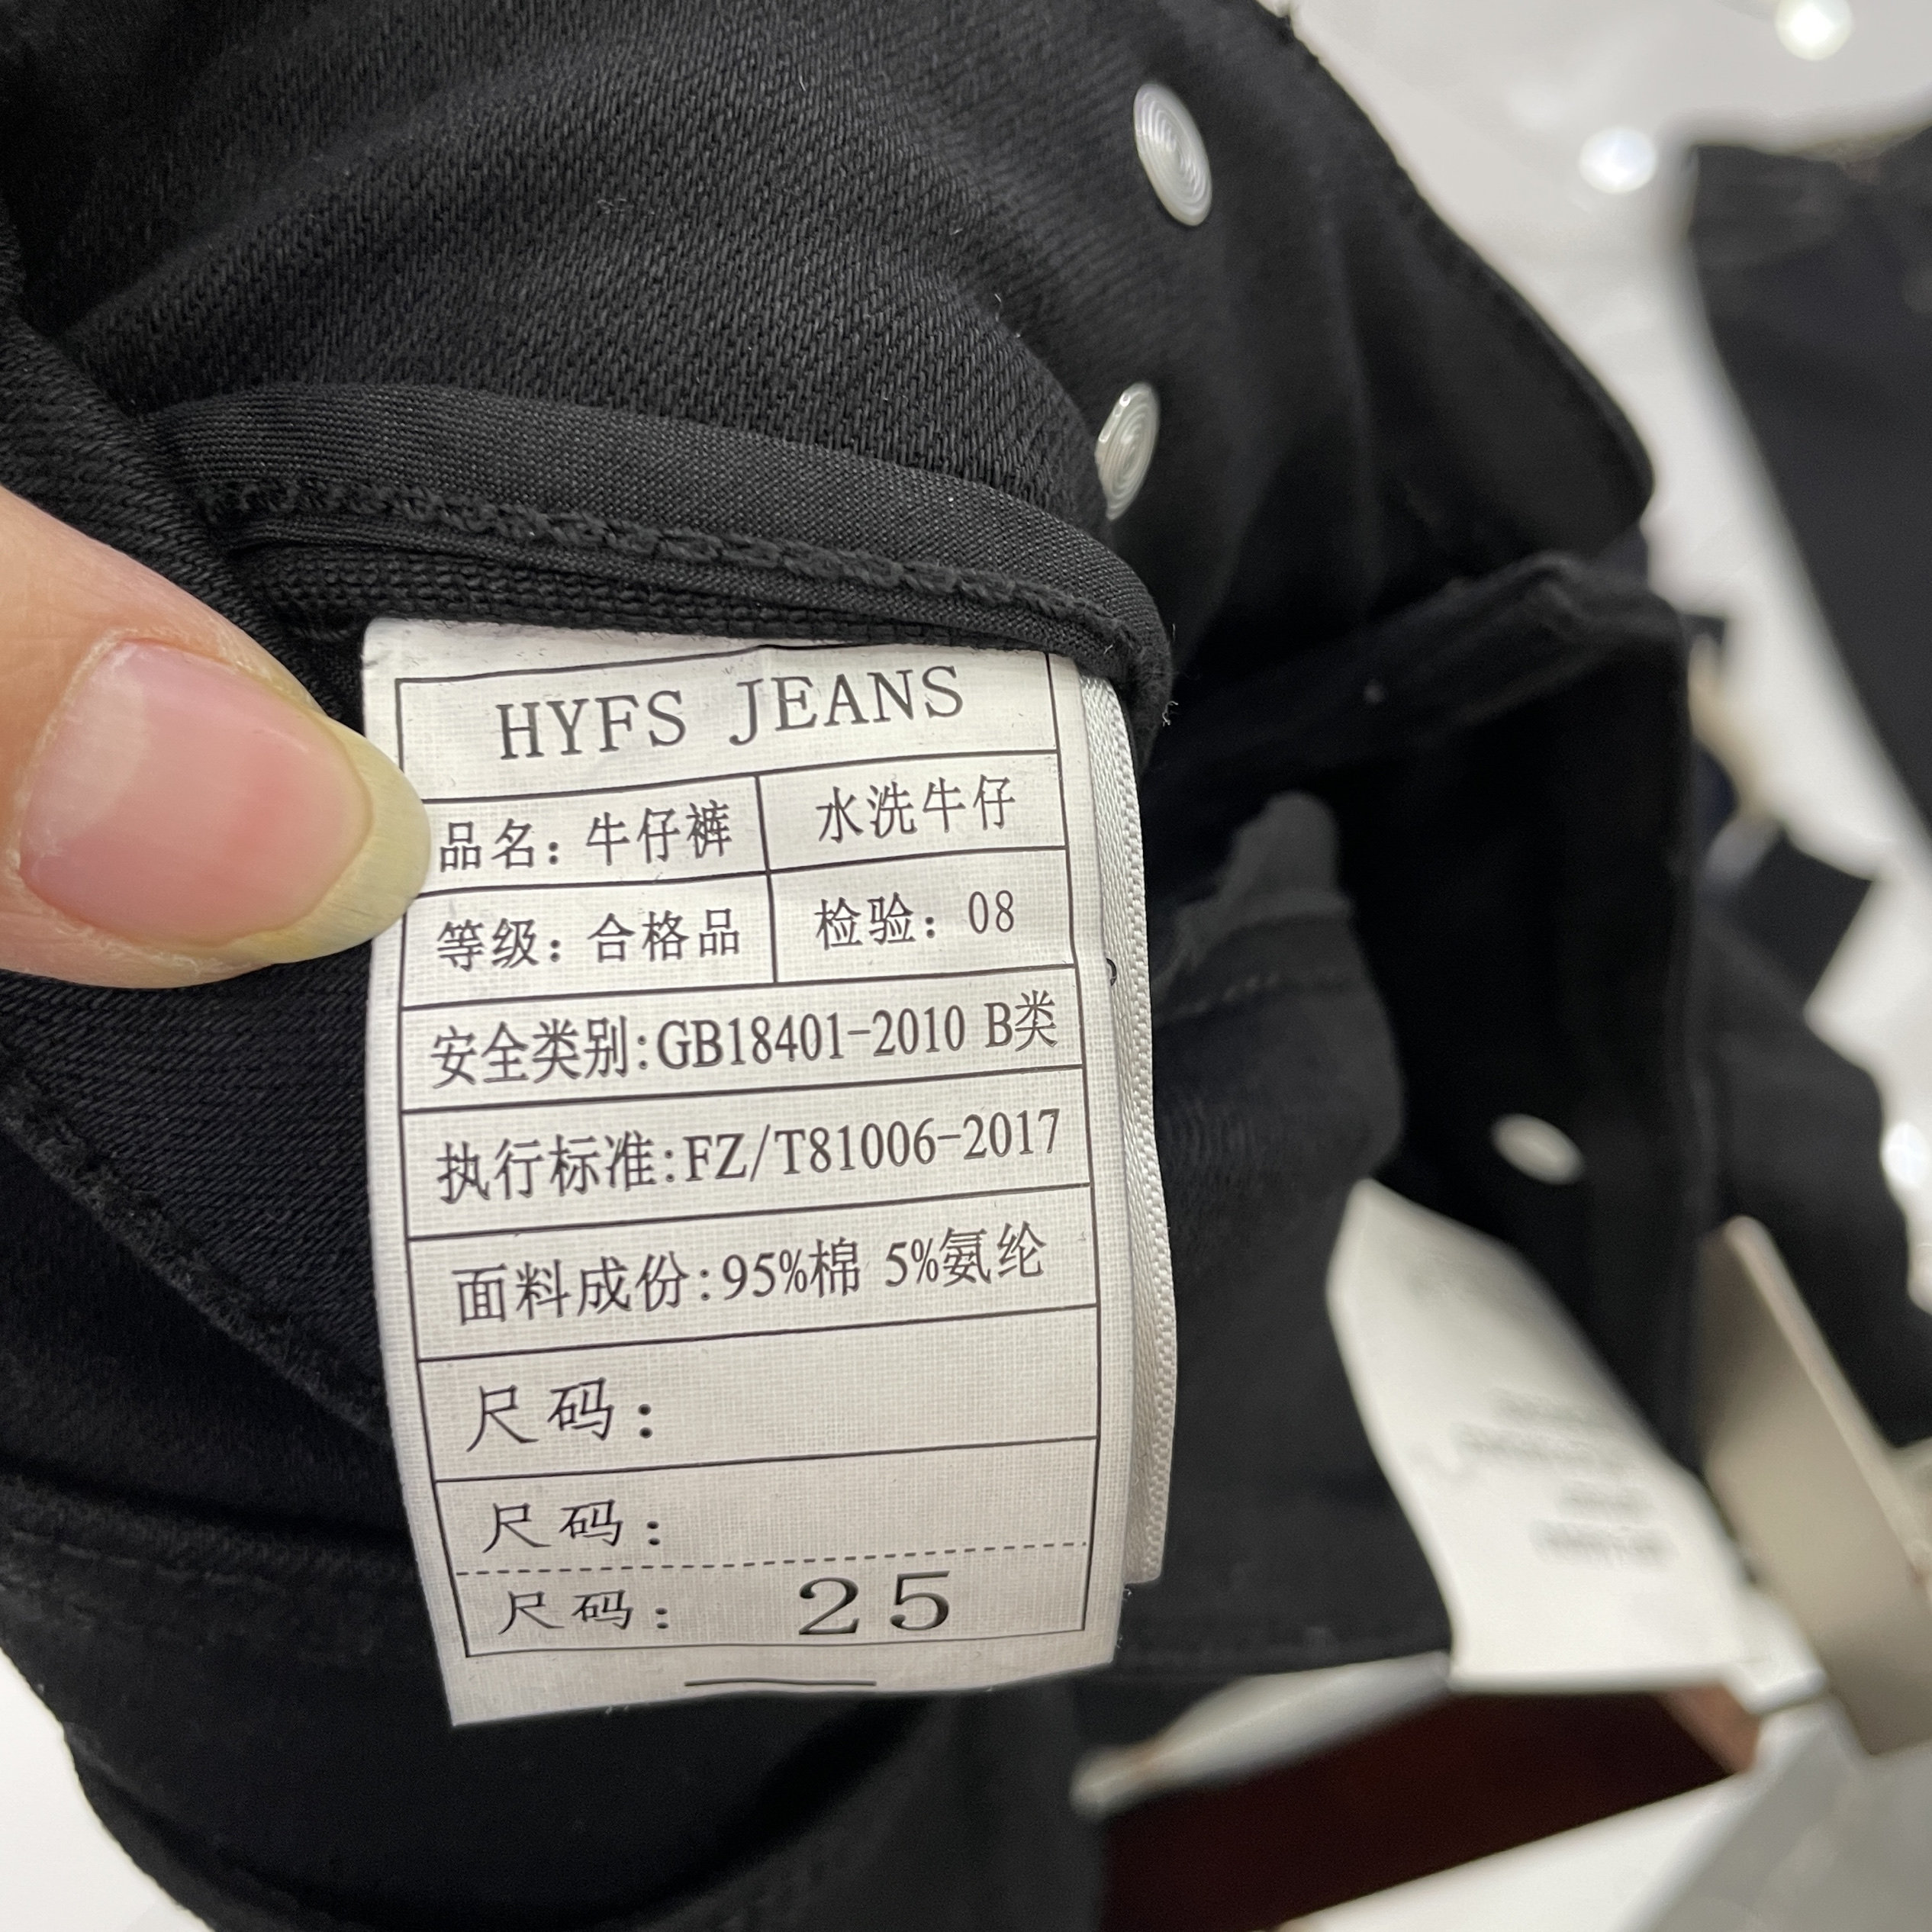 HYFS JEANS
品名：牛仔裤 水洗牛仔
等级：合格品 检验：08
安全类别:GB18401-2010 B类
执行标准:FZ/T81006-2017
面料成份:95%棉 5%氨纶
尺码：
尺码：
尺码： 25